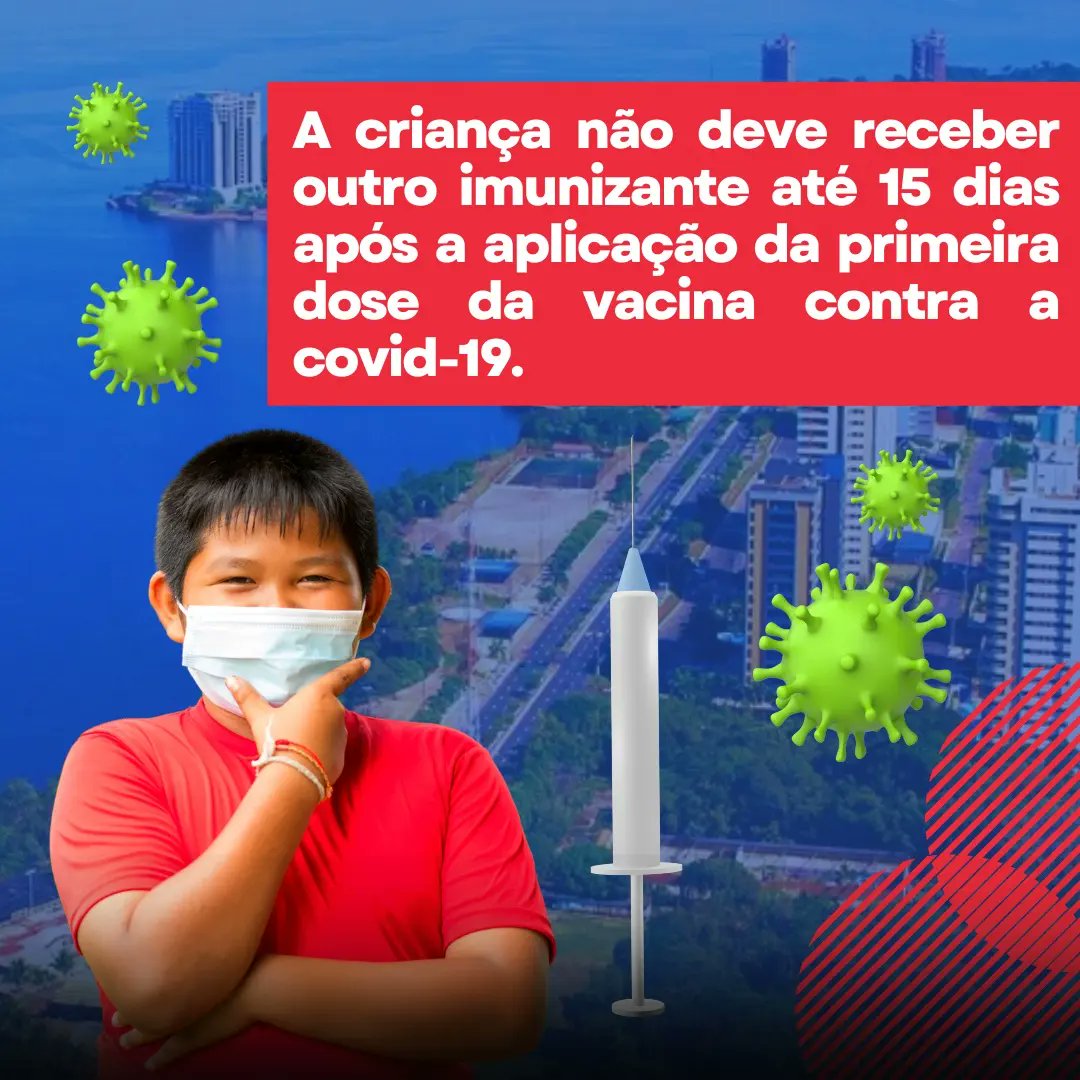 A criança não deve receber
outro imunizante até 15 dias
após a aplicação da primeira
dose da vacina contra a
covid-19.